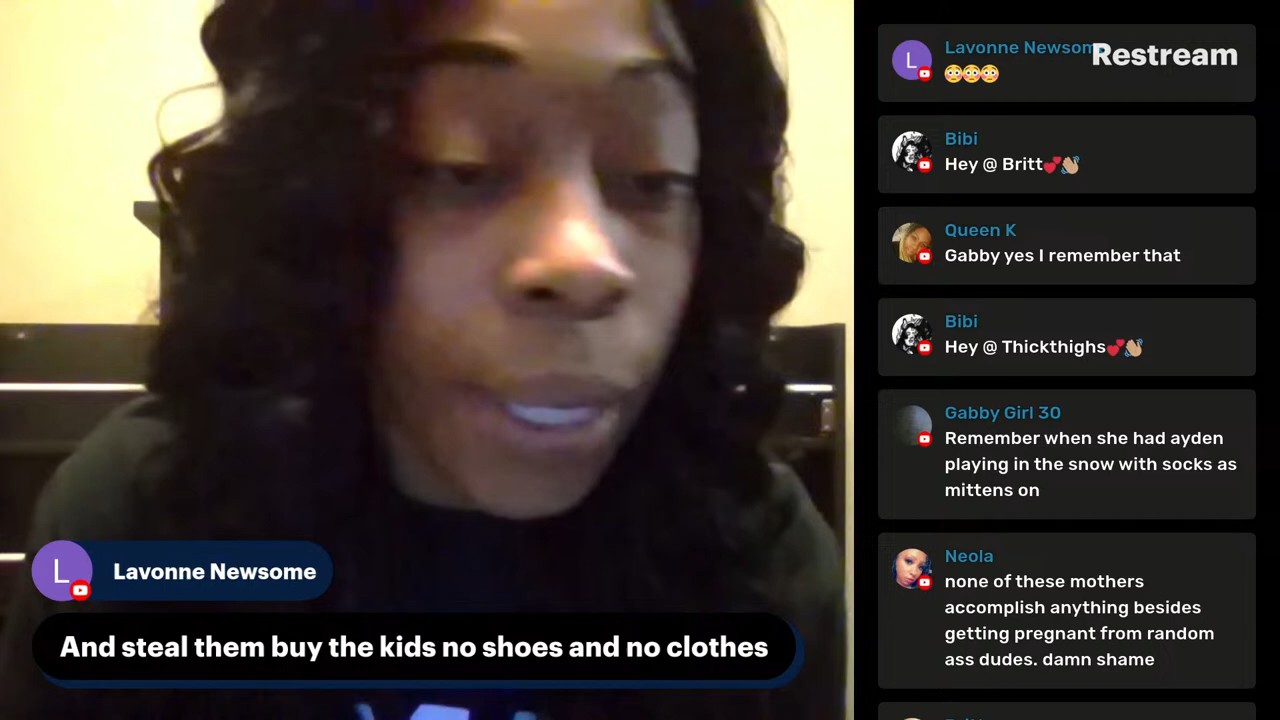 Lavonne Newsom
Restream
😳😳😳
Bibi
Hey @ Britt💕👋🏽
Queen K
Gabby yes I remember that
Bibi
Hey @ Thickthighs💕👋🏽
Gabby Girl 30
Remember when she had ayden
playing in the snow with socks as
mittens on
Neola
none of these mothers
accomplish anything besides
getting pregnant from random
ass dudes. damn shame
L
Lavonne Newsome
And steal them buy the kids no shoes and no clothes